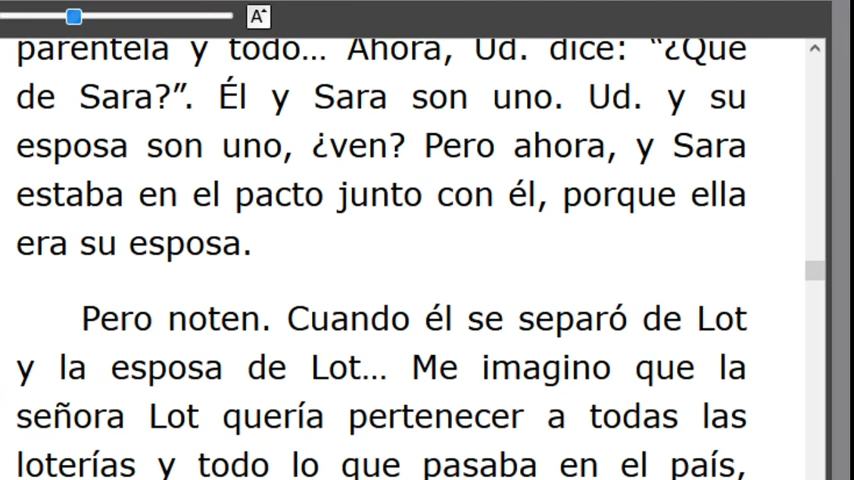 A
parentela y todo... Ahora, Ud. dice: “¿Que
de Sara?”. Él y Sara son uno. Ud. y su
esposa son uno, ¿ven? Pero ahora, y Sara
estaba en el pacto junto con él, porque ella
era su esposa.
Pero noten. Cuando él se separó de Lot
y la esposa de Lot... Me imagino que la
señora Lot quería pertenecer a todas las
loterías y todo lo que pasaba en el país,